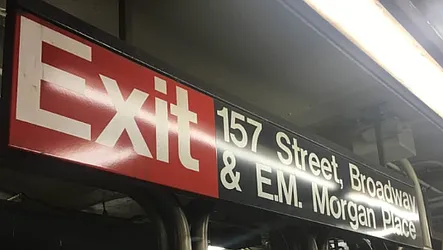 Exit
157 Street, Broadway
& E.M. Morgan Place